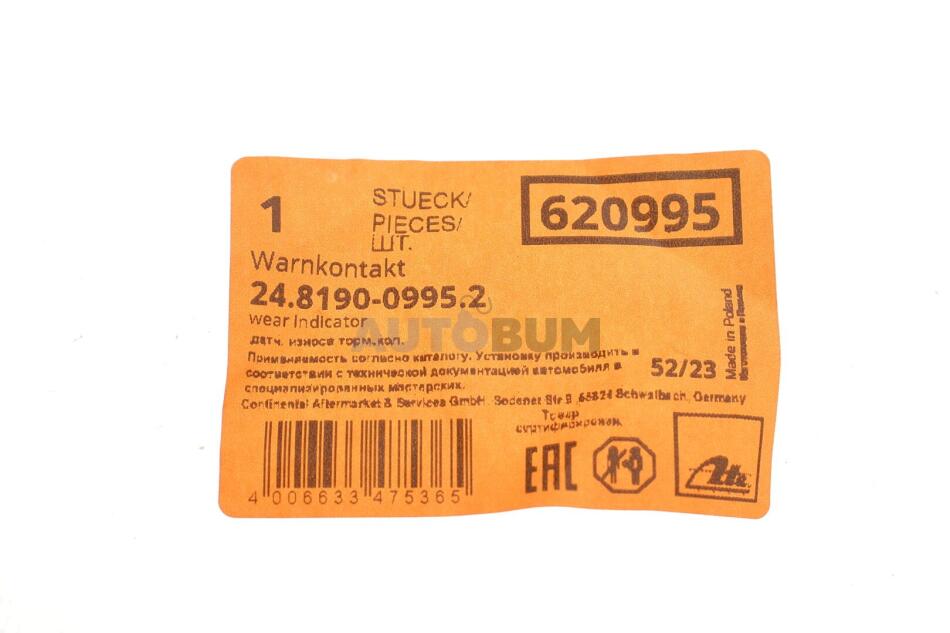 1
STUECK/
PIECES/
ШТ.
620995
Warnkontakt
24.8190-0995.2
wear indicator
AUTOBUM
датч. износа торм.кол.
Применяемость согласно каталогу. Установку производить в
соответствии с технической документацией автомобиля в
специализированных мастерских.
52/23
Made in Poland
Continental Aftermarket & Services GmbH, Sodener Str.9, 65824 Schwalbach, Germany
Товар
сертифицирован.
4 006633 475365
EAC
Ate